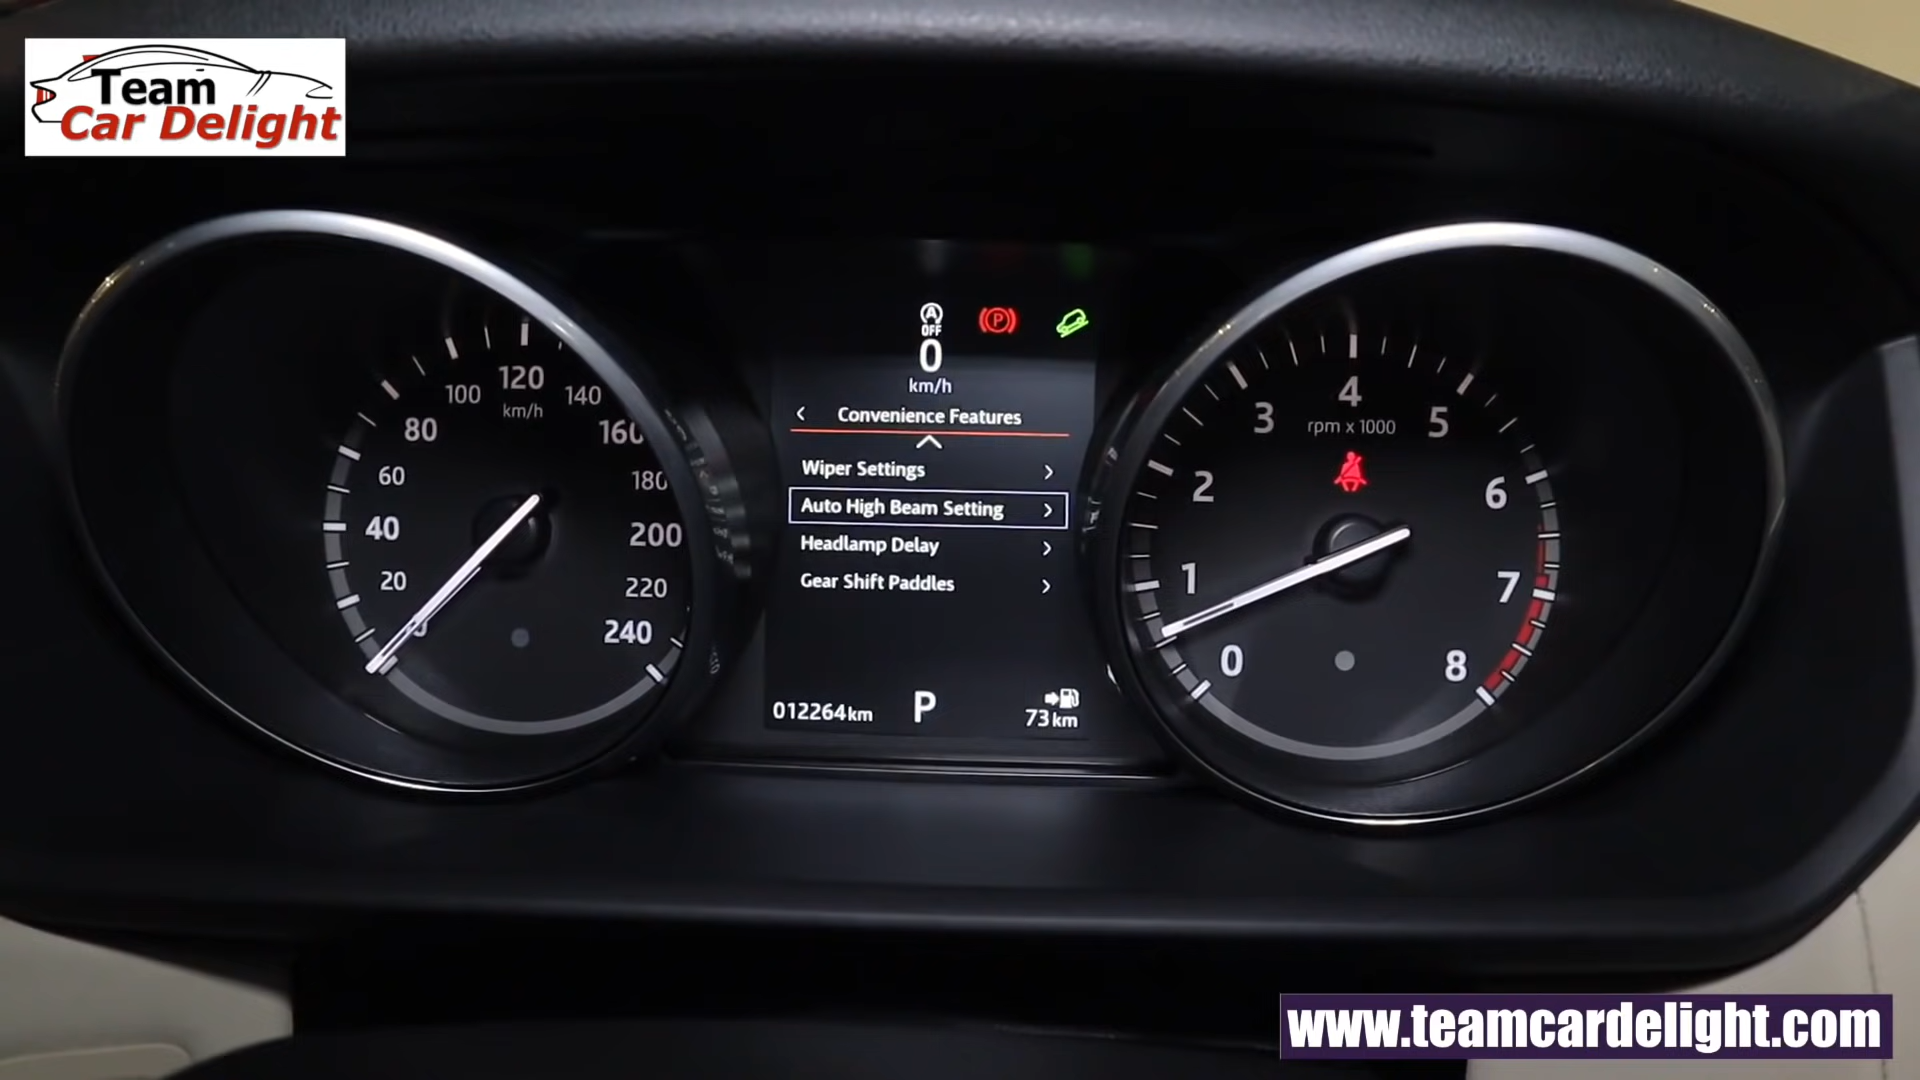 Team
Car Delight
A
OFF
P
0
km/h
Convenience Features
Wiper Settings
Auto High Beam Setting
Headlamp Delay
Gear Shift Paddles
012264km
P
73km
20
40
60
80
100
120
km/h
140
160
180
200
220
240
0
1
2
3
4
rpm x 1000
5
6
7
8
www.teamcardelight.com